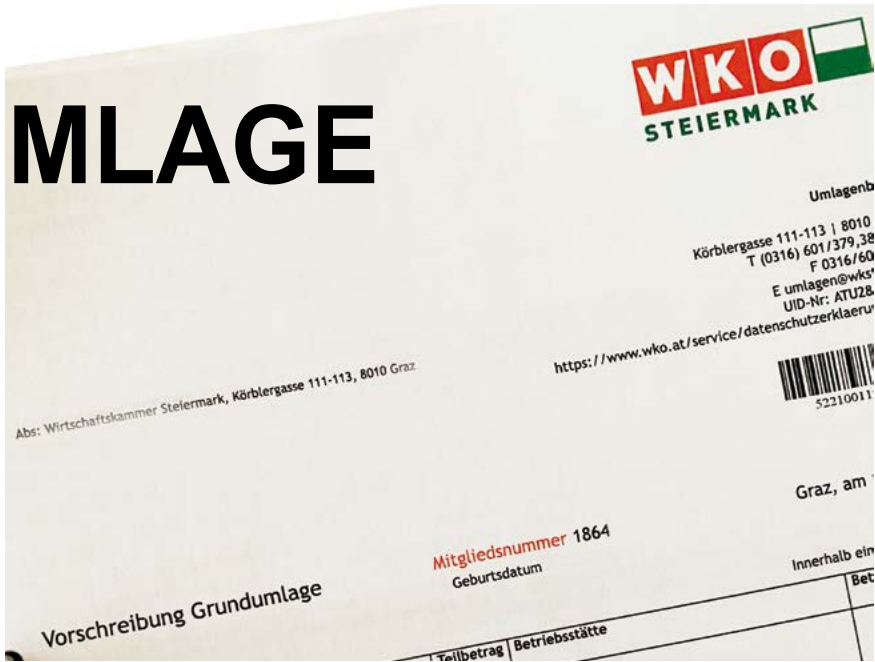 MLAGE
WKO
STEIERMARK
Umlagenb
Körblergasse 111-113 | 8010
T (0316) 601/379,38
F 0316/60
E umlagen@wks
UID-Nr: ATU28
https://www.wko.at/service/datenschutzerklaeru
5221001
Abs: Wirtschaftskammer Steiermark, Körblergasse 111-113, 8010 Graz
Graz, am
Mitgliedsnummer 1864
Geburtsdatum
Innerhalb ein
Vorschreibung Grundumlage
Teilbetrag Betriebsstätte Bet